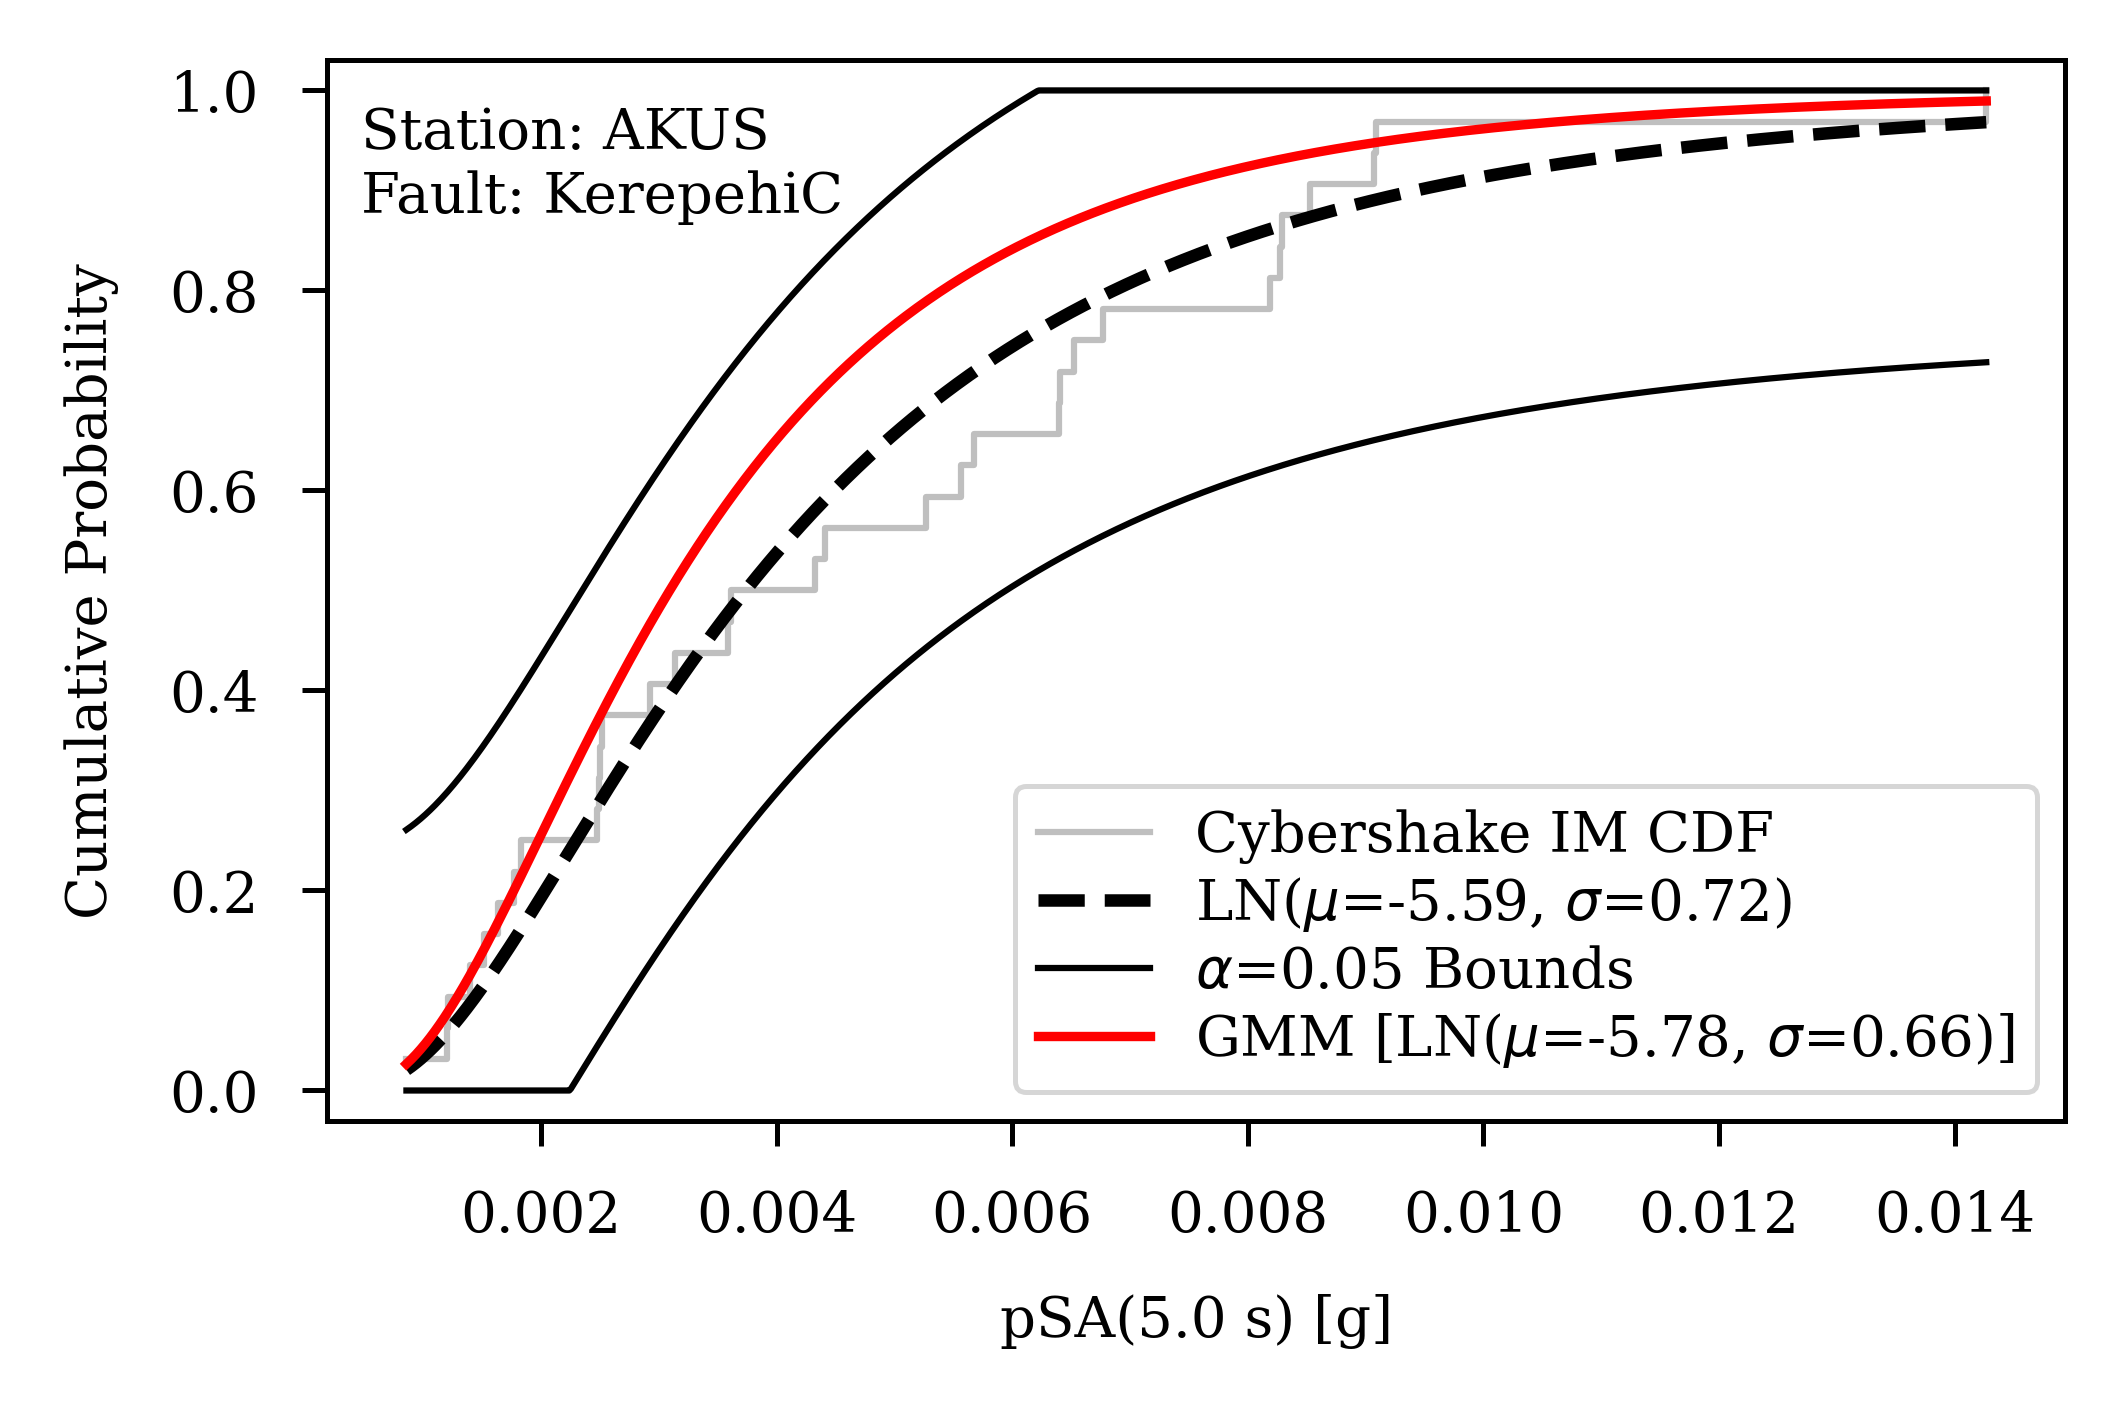 Station: AKUS
Fault: KerepehiC
Cumulative Probability
1.0
0.8
0.6
0.4
0.2
0.0
Cybershake IM CDF
LN(μ=-5.59, σ=0.72)
α=0.05 Bounds
GMM [LN(μ=-5.78, σ=0.66)]
0.002 0.004 0.006 0.008 0.010 0.012 0.014
pSA(5.0 s) [g]